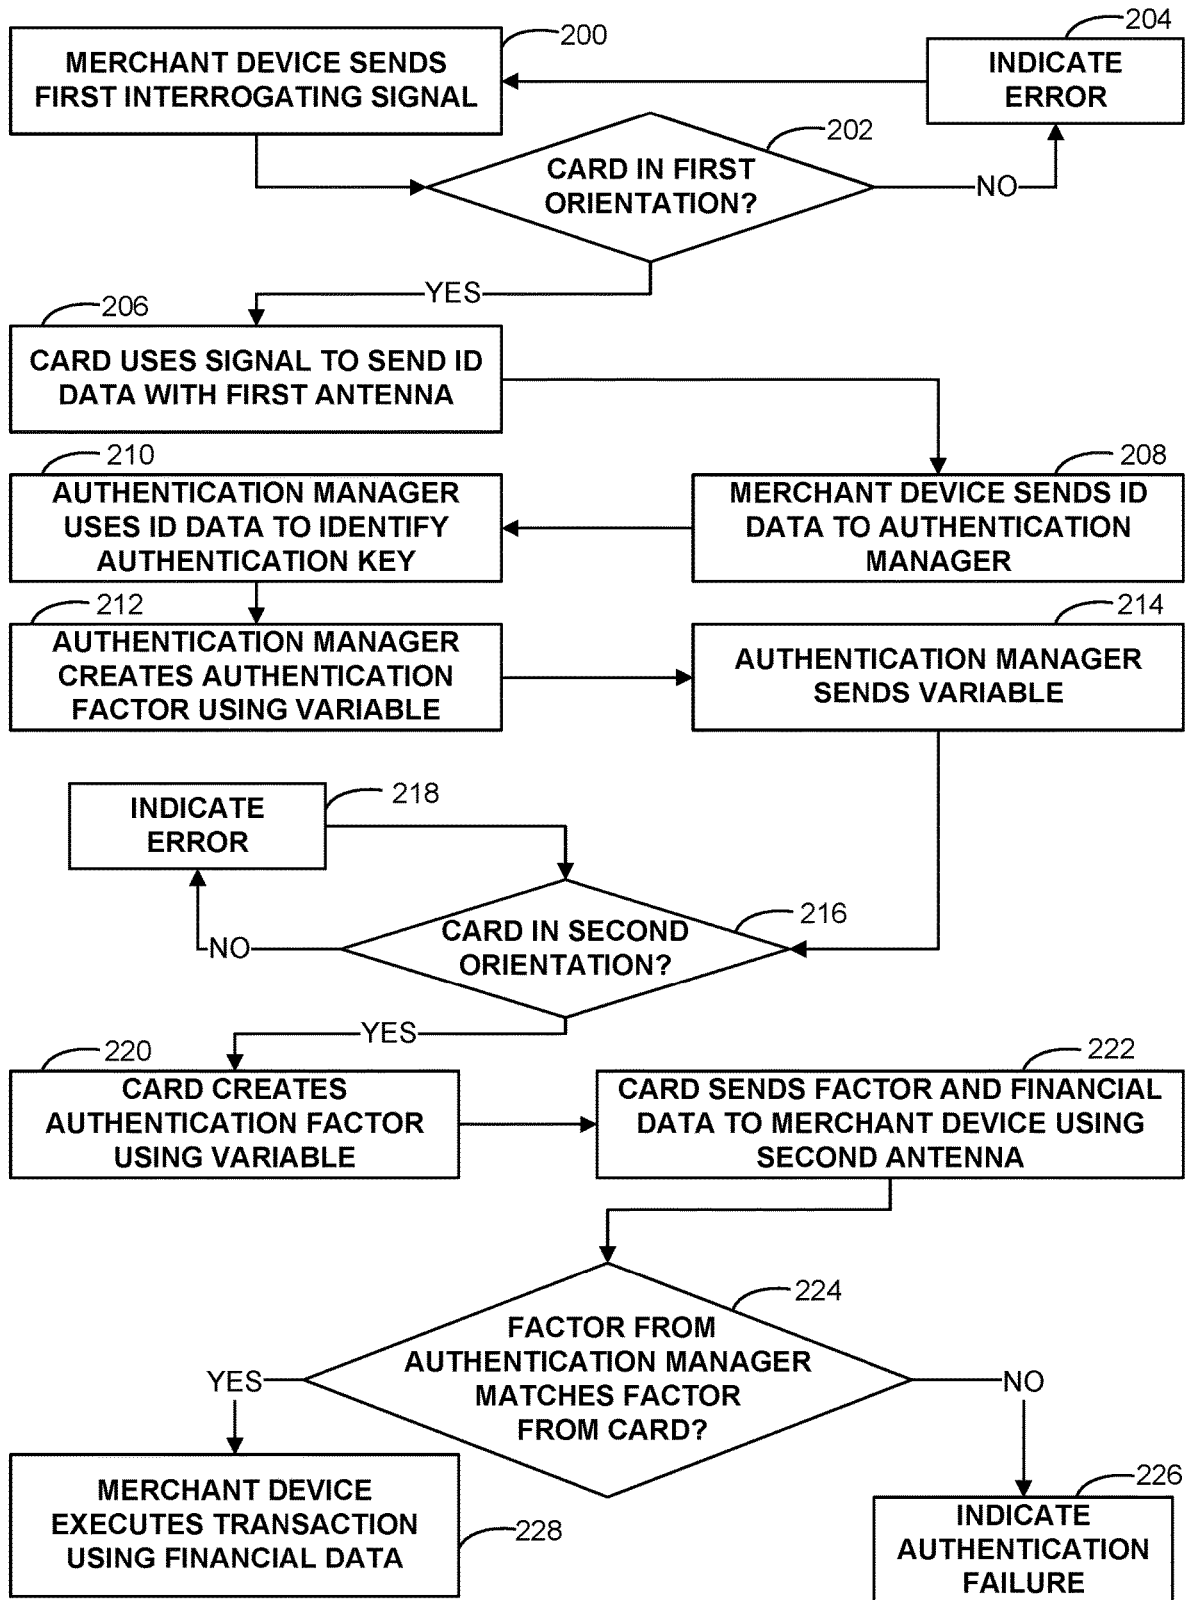 200
MERCHANT DEVICE SENDS
FIRST INTERROGATING SIGNAL
204
INDICATE
ERROR
202
CARD IN FIRST
ORIENTATION?
NO
YES
206
CARD USES SIGNAL TO SEND ID
DATA WITH FIRST ANTENNA
210
AUTHENTICATION MANAGER
USES ID DATA TO IDENTIFY
AUTHENTICATION KEY
208
MERCHANT DEVICE SENDS ID
DATA TO AUTHENTICATION
MANAGER
212
AUTHENTICATION MANAGER
CREATES AUTHENTICATION
FACTOR USING VARIABLE
214
AUTHENTICATION MANAGER
SENDS VARIABLE
218
INDICATE
ERROR
216
CARD IN SECOND
ORIENTATION?
NO
YES
220
CARD CREATES
AUTHENTICATION FACTOR
USING VARIABLE
222
CARD SENDS FACTOR AND FINANCIAL
DATA TO MERCHANT DEVICE USING
SECOND ANTENNA
224
FACTOR FROM
AUTHENTICATION MANAGER
MATCHES FACTOR
FROM CARD?
YES
NO
228
MERCHANT DEVICE
EXECUTES TRANSACTION
USING FINANCIAL DATA
226
INDICATE
AUTHENTICATION
FAILURE